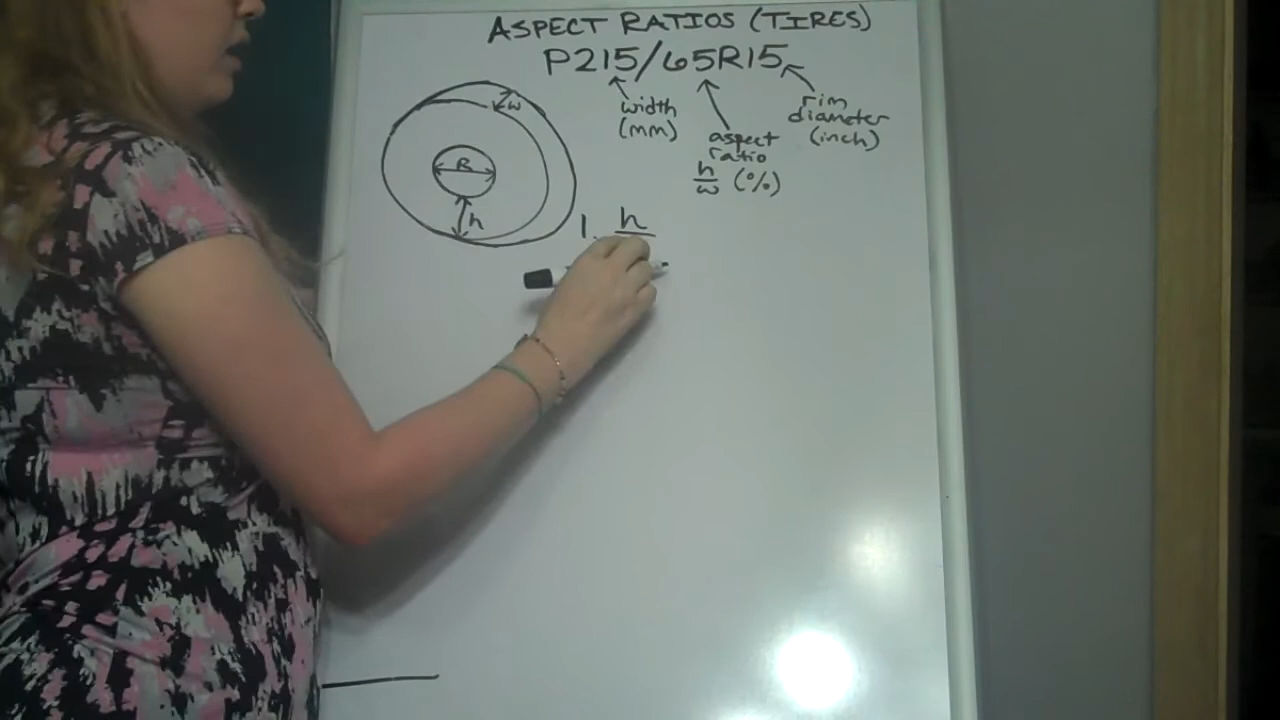 ASPECT RATIOS (TIRES)
P215/65R15
width
(mm)
aspect
ratio
h/w (%)
rim
diameter
(inch)
w
R
h
1. h